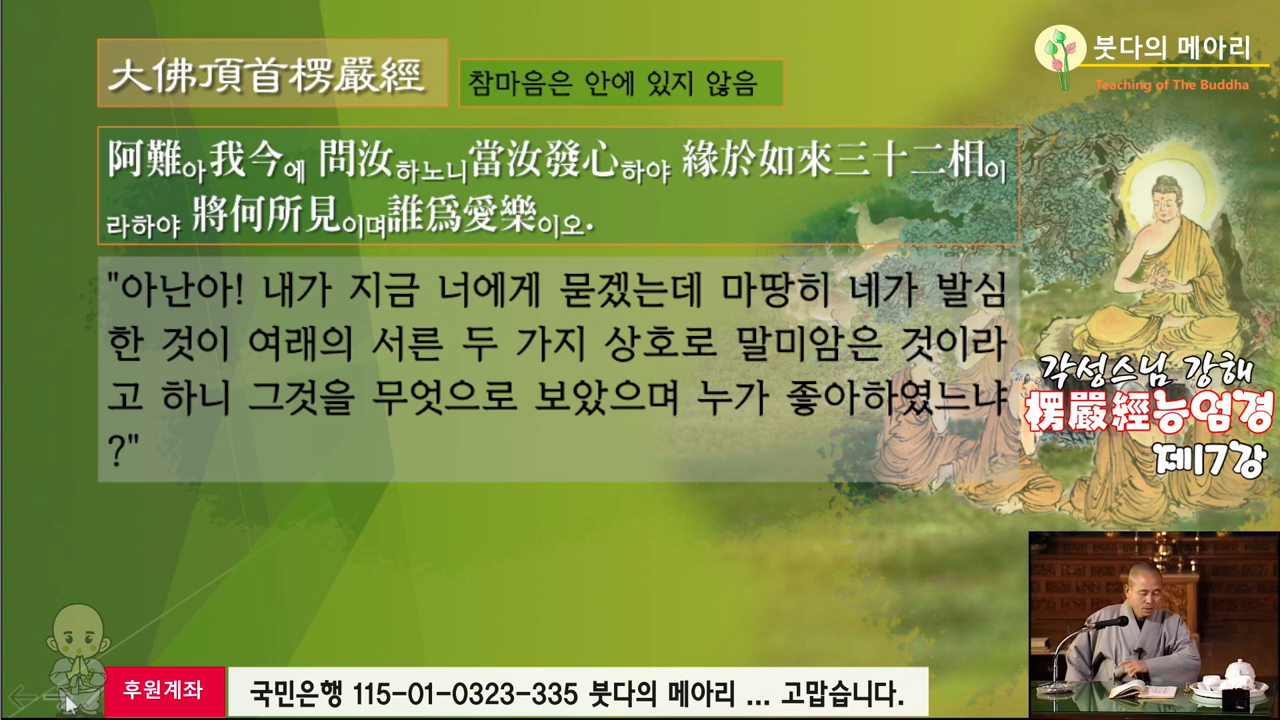 大佛頂首楞嚴經
참마음은 안에 있지 않음
붓다의 메아리
Teaching of The Buddha
阿難아我今에 問汝하노니當汝發心하야 緣於如來三十二相이
라하야 將何所見이며誰爲愛樂이오.
"아난아! 내가 지금 너에게 묻겠는데 마땅히 네가 발심
한 것이 여래의 서른 두 가지 상호로 말미암은 것이라
고 하니 그것을 무엇으로 보았으며 누가 좋아하였느냐
?"
각성스님 강해
楞嚴經능엄경
제17강
후원계좌
국민은행 115-01-0323-335 붓다의 메아리 ... 고맙습니다.